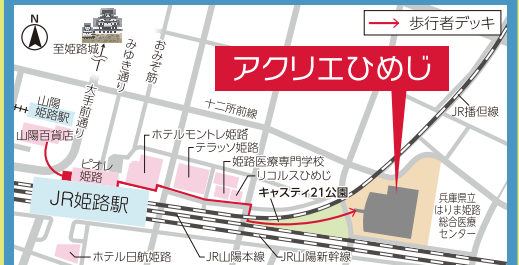 N
至姫路城
みゆき通り
おみぞ筋
大手前通り
歩行者デッキ
アクリエひめじ
十二所前線
JR播但線
山陽
姫路駅
山陽百貨店
ホテルモントレ姫路
テラッソ姫路
姫路医療専門学校
リコルスひめじ
キャスティ21公園
ピオレ
姫路
JR姫路駅
兵庫県立
はりま姫路
総合医療
センター
ホテル日航姫路
JR山陽本線
JR山陽新幹線